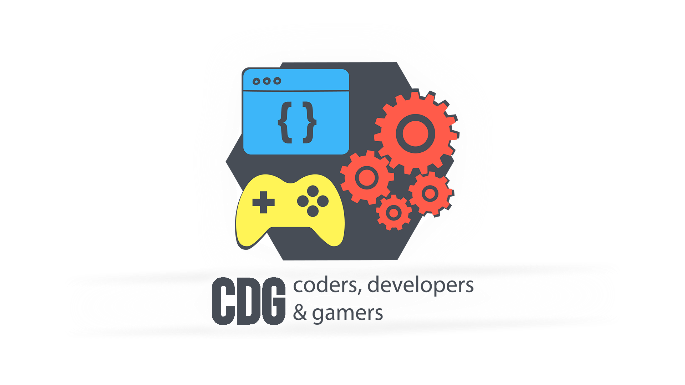 { }
CDG coders, developers
& gamers